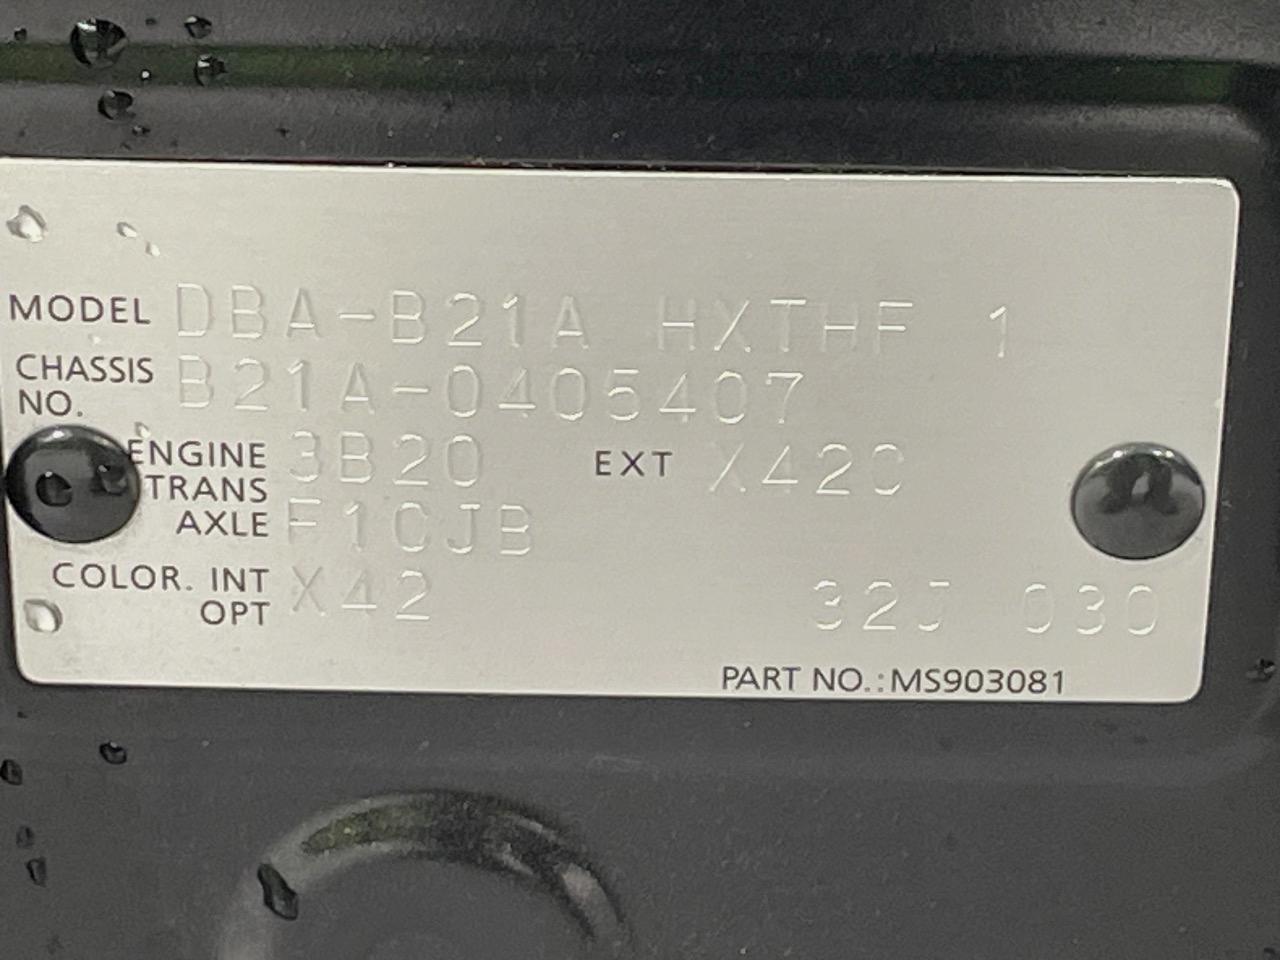 MODEL DBA-B21A HXTHF 1
CHASSIS NO. B21A-0405407
ENGINE 3B20 EXT X42C
TRANS AXLE F1CJB
COLOR. INT OPT X42 32J 030
PART NO.:MS903081